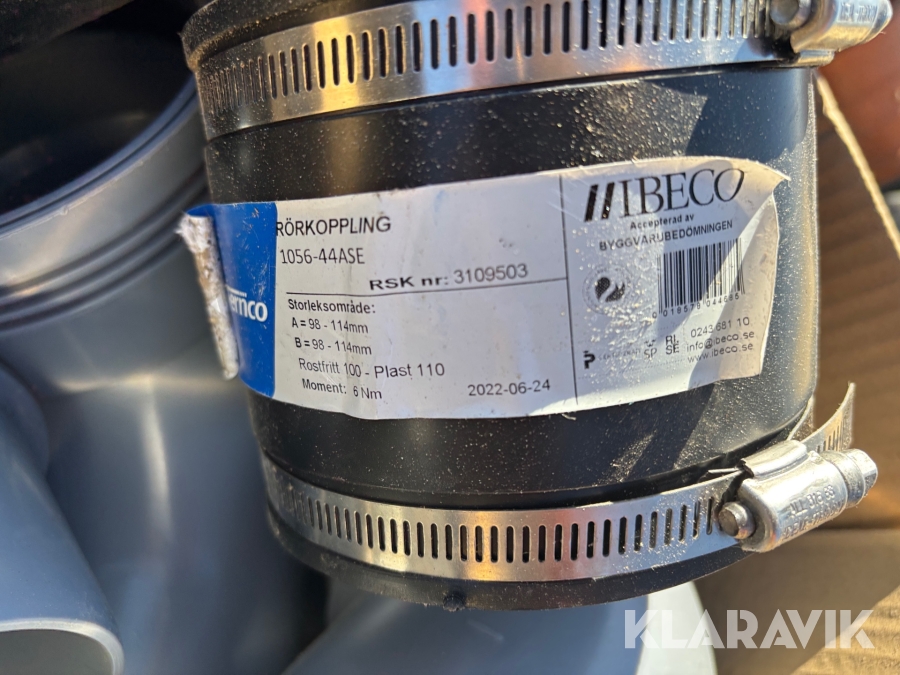 IBECO
Accepterad av
BYGGVARUBEDÖMNINGEN
RÖRKOPPLING
1056-44ASE
RSK nr: 3109503
emco
Storleksområde:
A = 98 - 114mm
B = 98 - 114mm
Rostfritt 100 - Plast 110
Moment: 6 Nm
2022-06-24
0243 681 10
info@ibeco.se
www.ibeco.se
KLARAVIK